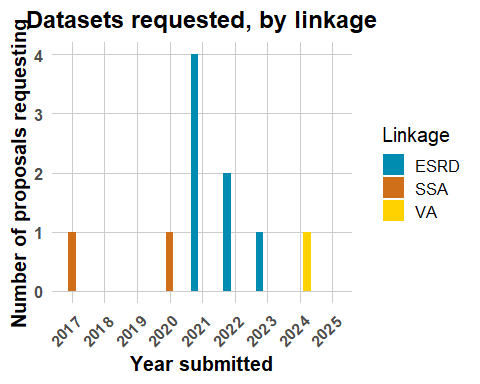 Datasets requested, by linkage
Number of proposals requesting
4
3
2
1
0
2017
2018
2019
2020
2021
2022
2023
2024
2025
Year submitted
Linkage
ESRD
SSA
VA